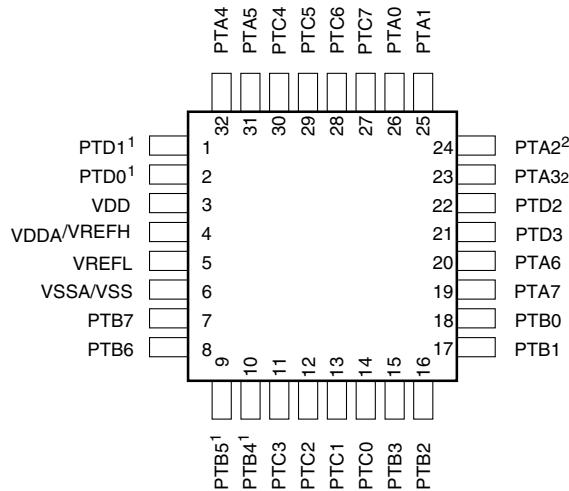 PTA4 PTA5 PTC4 PTC5 PTC6 PTC7 PTA0 PTA1
32 31 30 29 28 27 26 25
PTD1¹ 1 24 PTA2²
PTD0¹ 2 23 PTA32
VDD 3 22 PTD2
VDDA/VREFH 4 21 PTD3
VREFL 5 20 PTA6
VSSA/VSS 6 19 PTA7
PTB7 7 18 PTB0
PTB6 8 17 PTB1
9 10 11 12 13 14 15 16
PTB5¹ PTB4¹ PTC3 PTC2 PTC1 PTC0 PTB3 PTB2